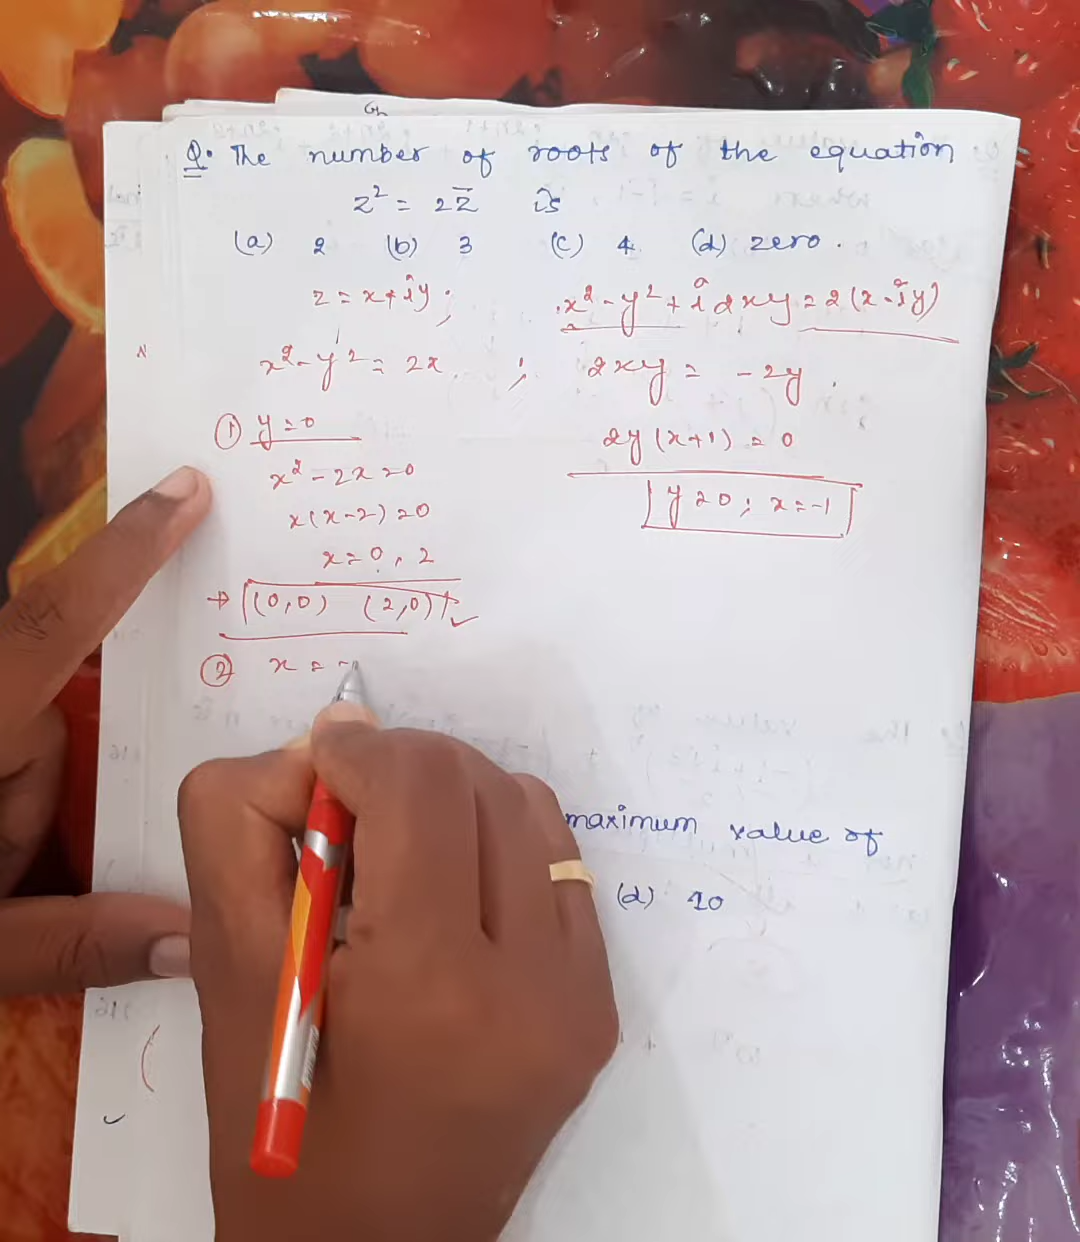 Q. The number of roots of the equation
z² = 2z̄ is
(a) 2 (b) 3 (c) 4 (d) zero.
z = x+iy ; x² - y² + i2xy = 2(x-iy)
x² - y² = 2x ; 2xy = -2y.
① y=0
2y(x+1) = 0
x² - 2x = 0
y=0 ; x=-1
x(x-2) = 0
x = 0, 2
→ (0,0) (2,0) ✓
② x = -
maximum value of
(d) 10